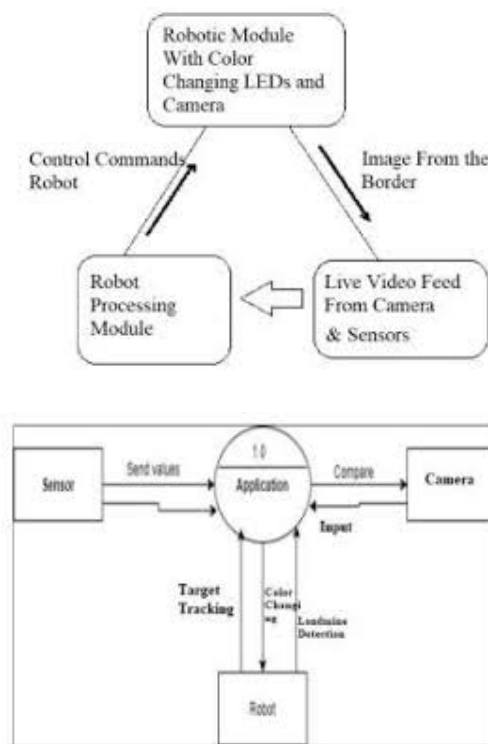 Robotic Module
With Color
Changing LEDs and
Camera
Control Commands
Robot
Image From the
Border
Robot
Processing
Module
Live Video Feed
From Camera
& Sensors
1.0
Sensor
Send values
Application
Compare
Camera
Input
Target
Tracking
Color
Changi
ng
Landmine
Detection
Robot